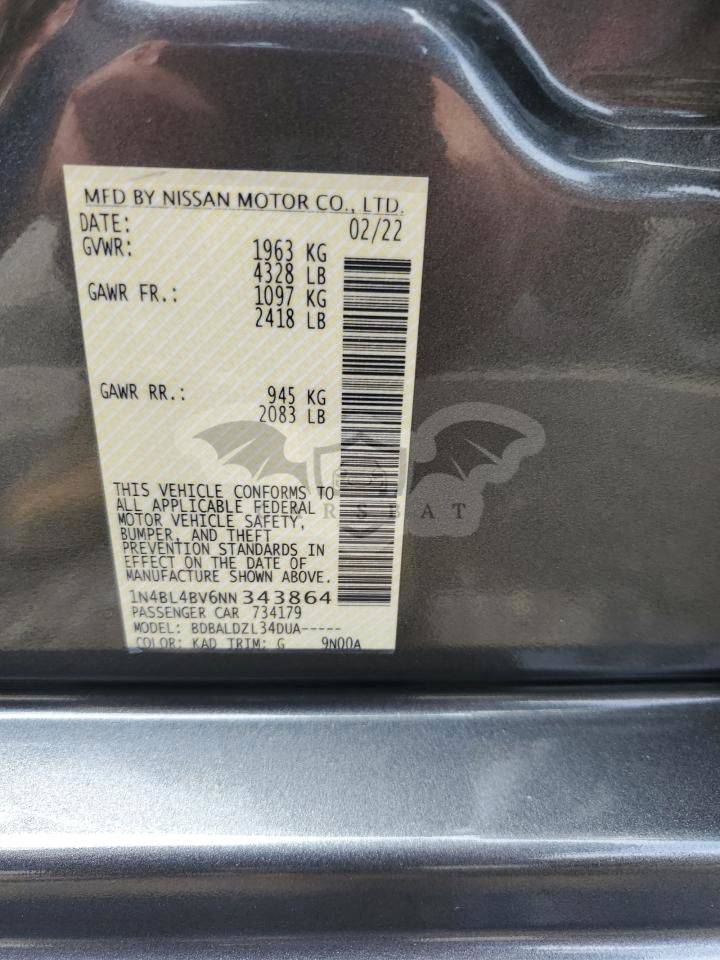 MFD BY NISSAN MOTOR CO., LTD.
DATE: 02/22
GVWR: 1963 KG
4328 LB
GAWR FR.: 1097 KG
2418 LB
GAWR RR.: 945 KG
2083 LB
THIS VEHICLE CONFORMS TO
ALL APPLICABLE FEDERAL
MOTOR VEHICLE SAFETY,
BUMPER, AND THEFT
PREVENTION STANDARDS IN
EFFECT ON THE DATE OF
MANUFACTURE SHOWN ABOVE.
1N4BL4BV6NN343864
PASSENGER CAR 734179
MODEL: BDBALDZL34DUA-----
COLOR: KAD TRIM: G 9N00A